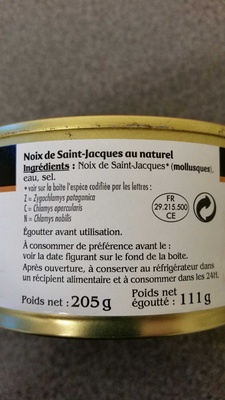 Noix de Saint-Jacques au naturel
Ingrédients : Noix de Saint-Jacques* (mollusques),
eau, sel.
* voir sur la boite l'espèce codifiée par les lettres :
Z = Zygochlamys patagonica
C = Chlamys opercularis
N = Chlamys nobilis
FR
29.215.500
CE
Égoutter avant utilisation.
À consommer de préférence avant le :
voir la date figurant sur le fond de la boite.
Après ouverture, à conserver au réfrigérateur dans
un récipient alimentaire et à consommer dans les 24H.
Poids net : 205 g
Poids net
égoutté : 111g